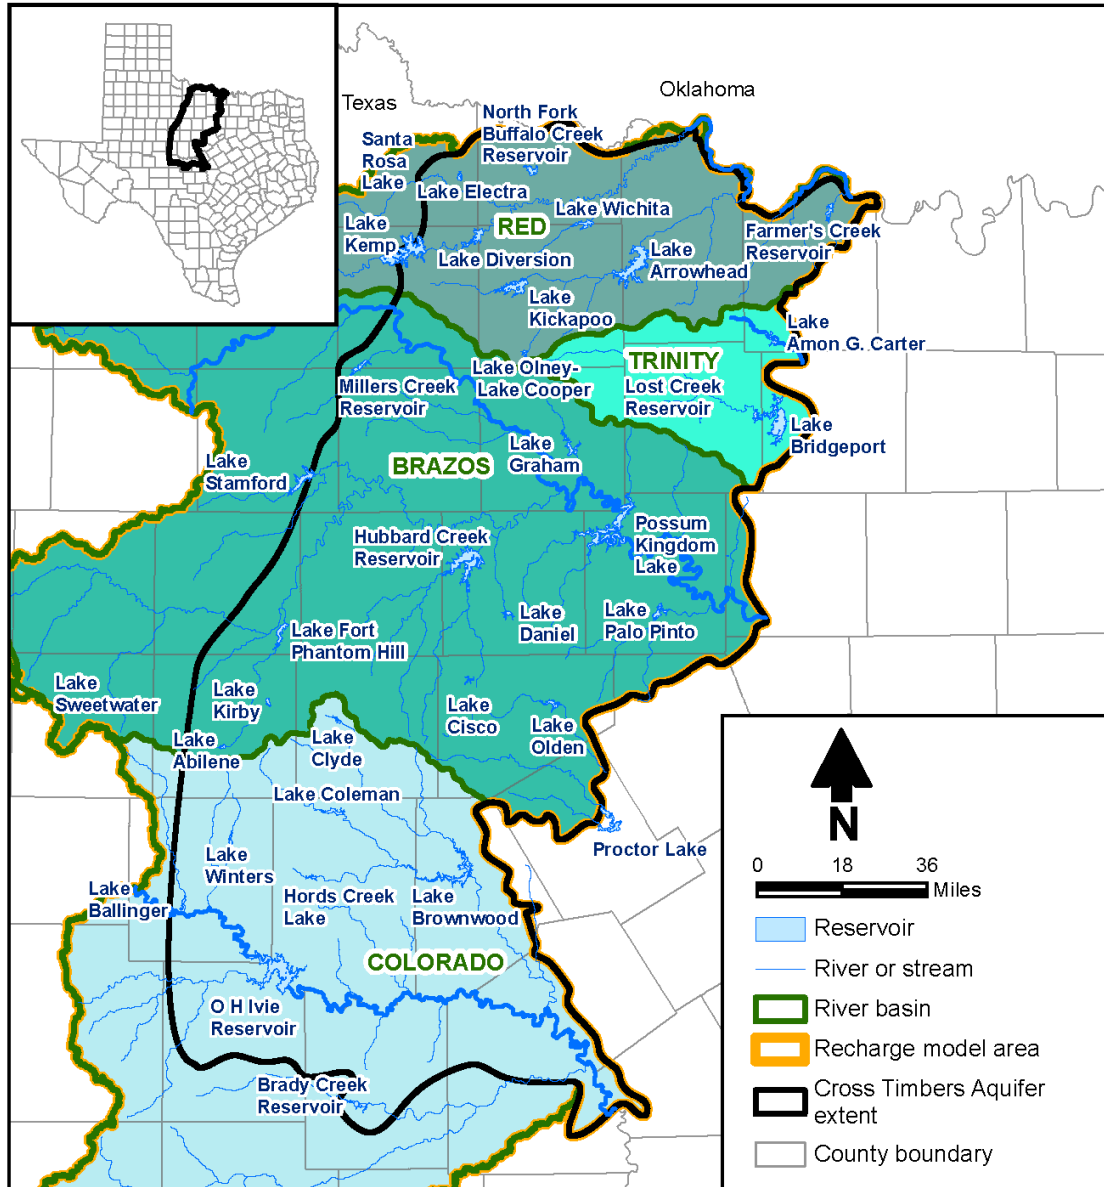 Texas
Oklahoma
North Fork
Buffalo Creek
Reservoir
Santa
Rosa
Lake
Lake Electra
Lake Wichita
RED
Lake
Kemp
Lake Diversion
Lake
Arrowhead
Farmer's Creek
Reservoir
Lake
Kickapoo
Lake
Amon G. Carter
TRINITY
Lake Olney-
Lake Cooper
Millers Creek
Reservoir
Lost Creek
Reservoir
Lake
Bridgeport
Lake
Graham
BRAZOS
Lake
Stamford
Hubbard Creek
Reservoir
Possum
Kingdom
Lake
Lake
Daniel
Lake
Palo Pinto
Lake Fort
Phantom Hill
Lake
Sweetwater
Lake
Kirby
Lake
Cisco
Lake
Olden
Lake
Abilene
Lake
Clyde
Lake Coleman
Proctor Lake
Lake
Winters
Lake
Ballinger
Hords Creek
Lake
Lake
Brownwood
COLORADO
O H Ivie
Reservoir
Brady Creek
Reservoir
N
0 18 36
Miles
Reservoir
River or stream
River basin
Recharge model area
Cross Timbers Aquifer
extent
County boundary